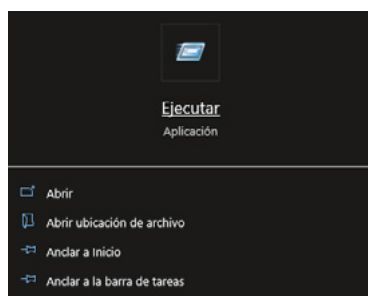 Ejecutar
Aplicación
Abrir
Abrir ubicación de archivo
Anclar a Inicio
Anclar a la barra de tareas